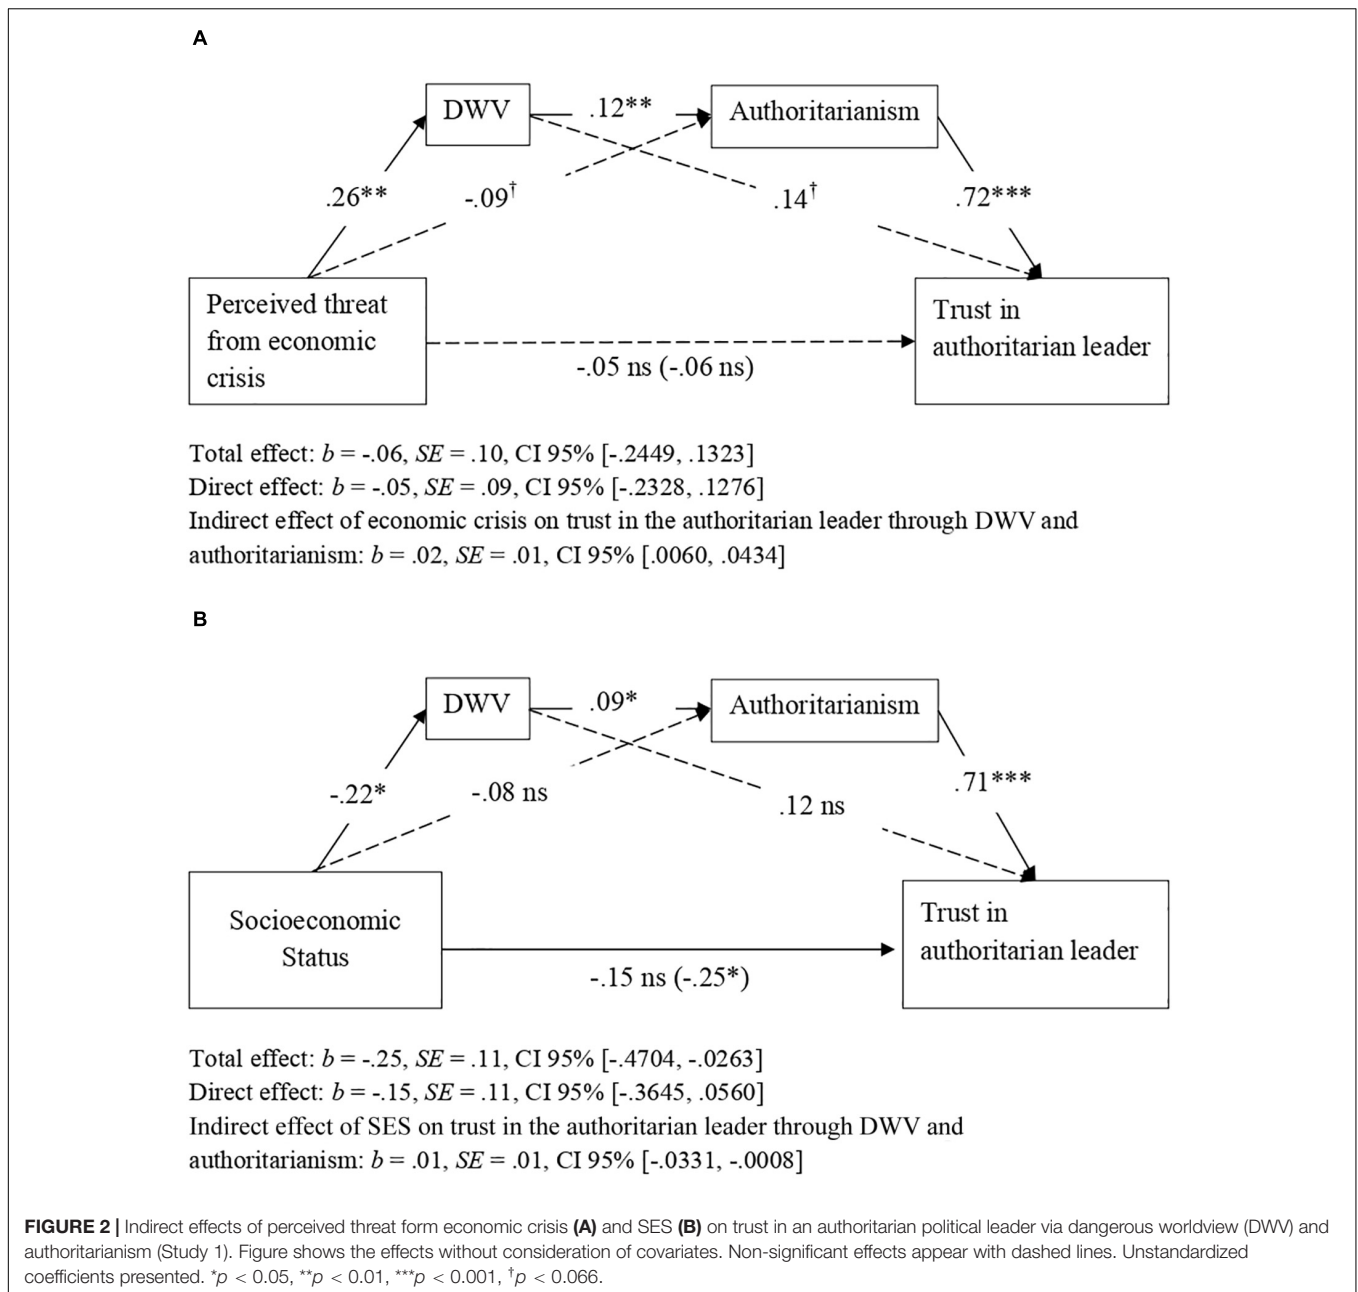 A
DWV
.12**
Authoritarianism
.26**
-.09†
.14†
.72***
Perceived threat
from economic
crisis
Trust in
authoritarian leader
-.05 ns (-.06 ns)
Total effect: b = -.06, SE = .10, CI 95% [-.2449, .1323]
Direct effect: b = -.05, SE = .09, CI 95% [-.2328, .1276]
Indirect effect of economic crisis on trust in the authoritarian leader through DWV and
authoritarianism: b = .02, SE = .01, CI 95% [.0060, .0434]
B
DWV
.09*
Authoritarianism
-.22*
-.08 ns
.12 ns
.71***
Socioeconomic
Status
Trust in
authoritarian leader
-.15 ns (-.25*)
Total effect: b = -.25, SE = .11, CI 95% [-.4704, -.0263]
Direct effect: b = -.15, SE = .11, CI 95% [-.3645, .0560]
Indirect effect of SES on trust in the authoritarian leader through DWV and
authoritarianism: b = .01, SE = .01, CI 95% [-.0331, -.0008]
FIGURE 2 | Indirect effects of perceived threat form economic crisis (A) and SES (B) on trust in an authoritarian political leader via dangerous worldview (DWV) and
authoritarianism (Study 1). Figure shows the effects without consideration of covariates. Non-significant effects appear with dashed lines. Unstandardized
coefficients presented. *p < 0.05, **p < 0.01, ***p < 0.001, †p < 0.066.